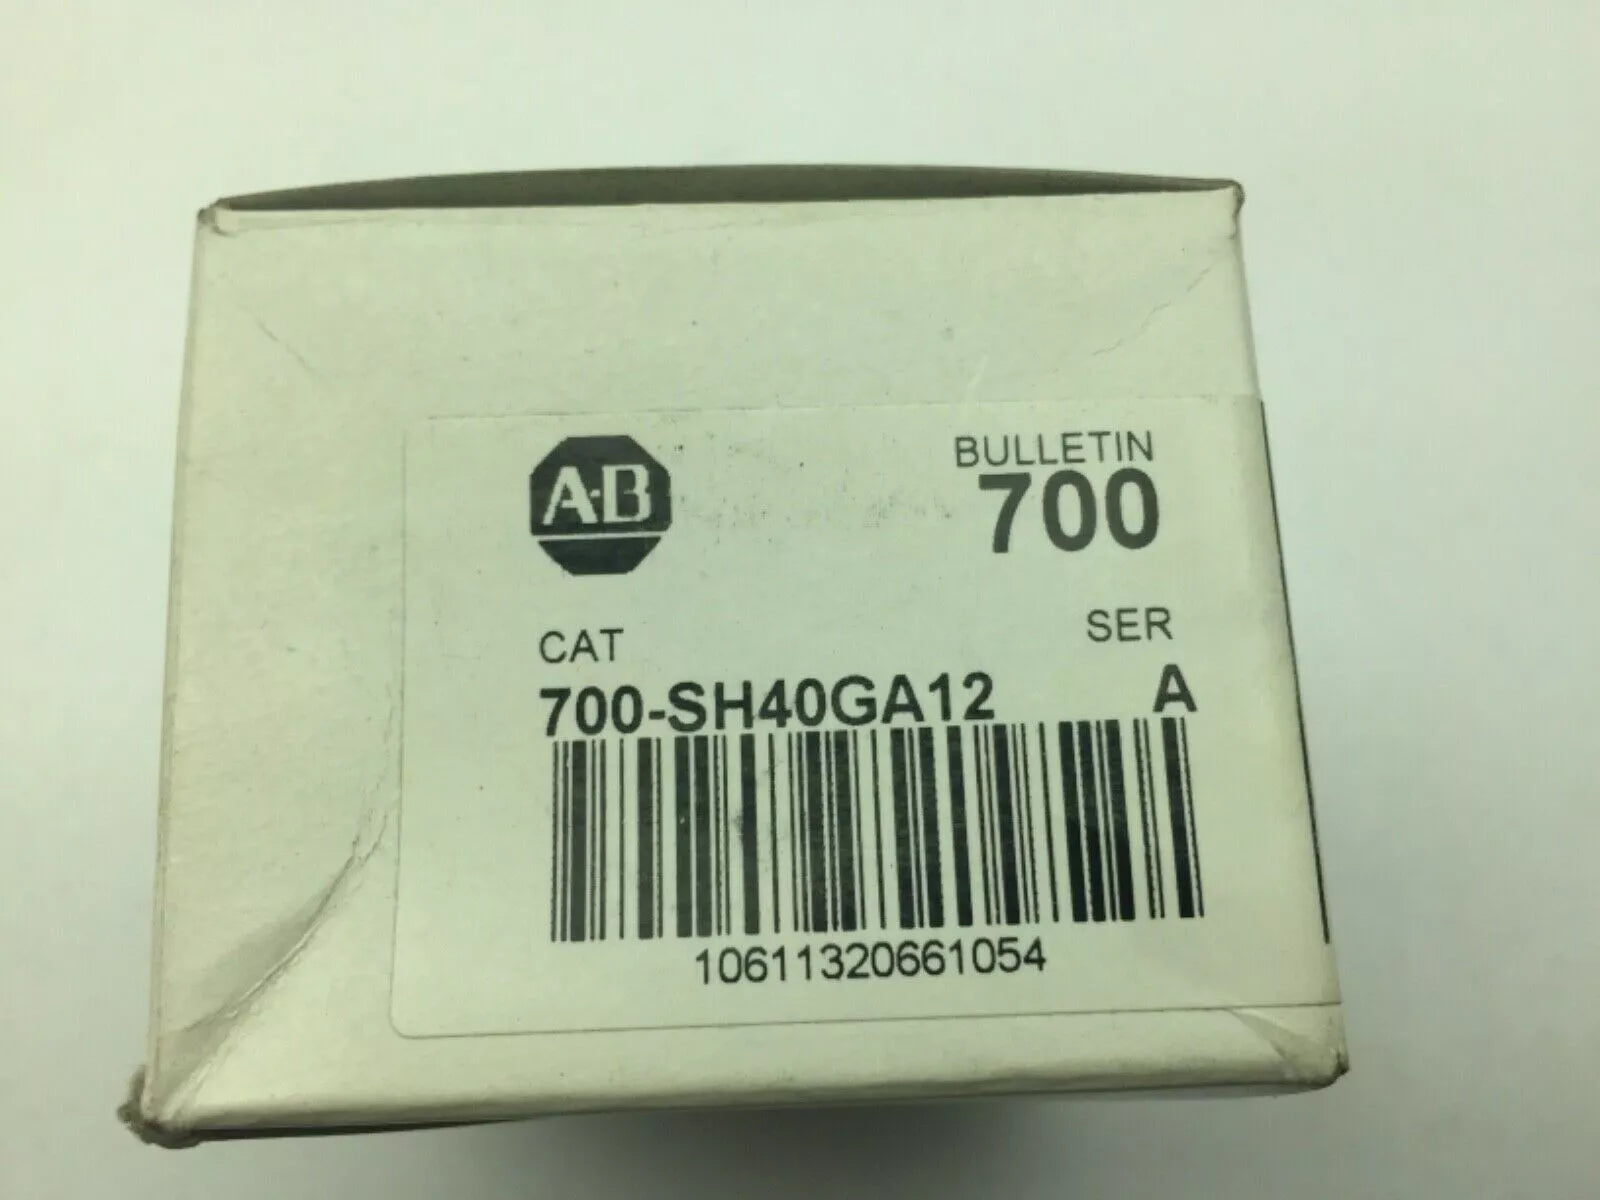 A-B
BULLETIN
700
CAT
SER
700-SH40GA12
A
10611320661054